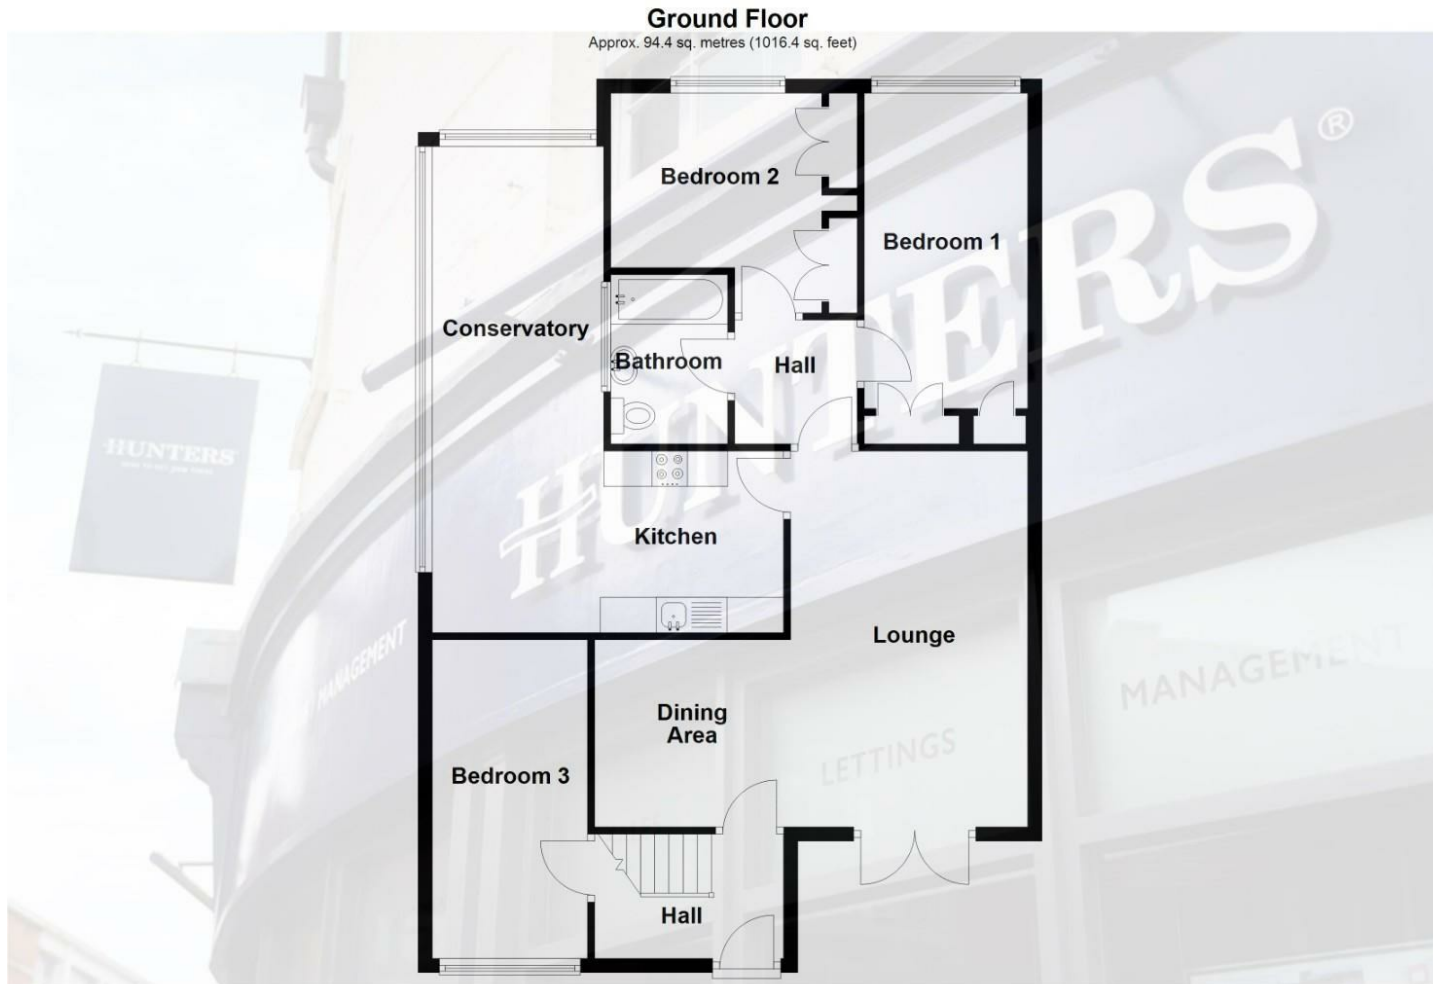 Ground Floor
Approx. 94.4 sq. metres (1016.4 sq. feet)
Bedroom 2
Bedroom 1
Conservatory
Bathroom
Hall
Kitchen
Lounge
Dining
Area
Bedroom 3
Hall
HUNTERS®
HUNTERS
MANAGEMENT
LETTINGS
MANAGEMENT